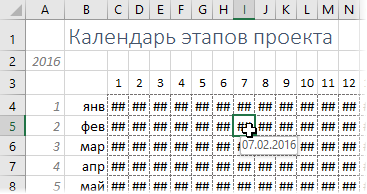 A B C D E F G H I J K L M N
1 Календарь этапов проекта
2 2016
3 1 2 3 4 5 6 7 8 9 10 11 12
4 1 янв ## ## ## ## ## ## ## ## ## ## ## ##
5 2 фев ## ## ## ## ## ## ## ## ## ## ## ##
07.02.2016
6 3 мар ## ## ## ## ## ## ## ##
7 4 апр ## ## ## ## ## ## ## ## ## ## ## ##
8 5 май ## ## ## ## ## ## ## ## ## ## ## ##